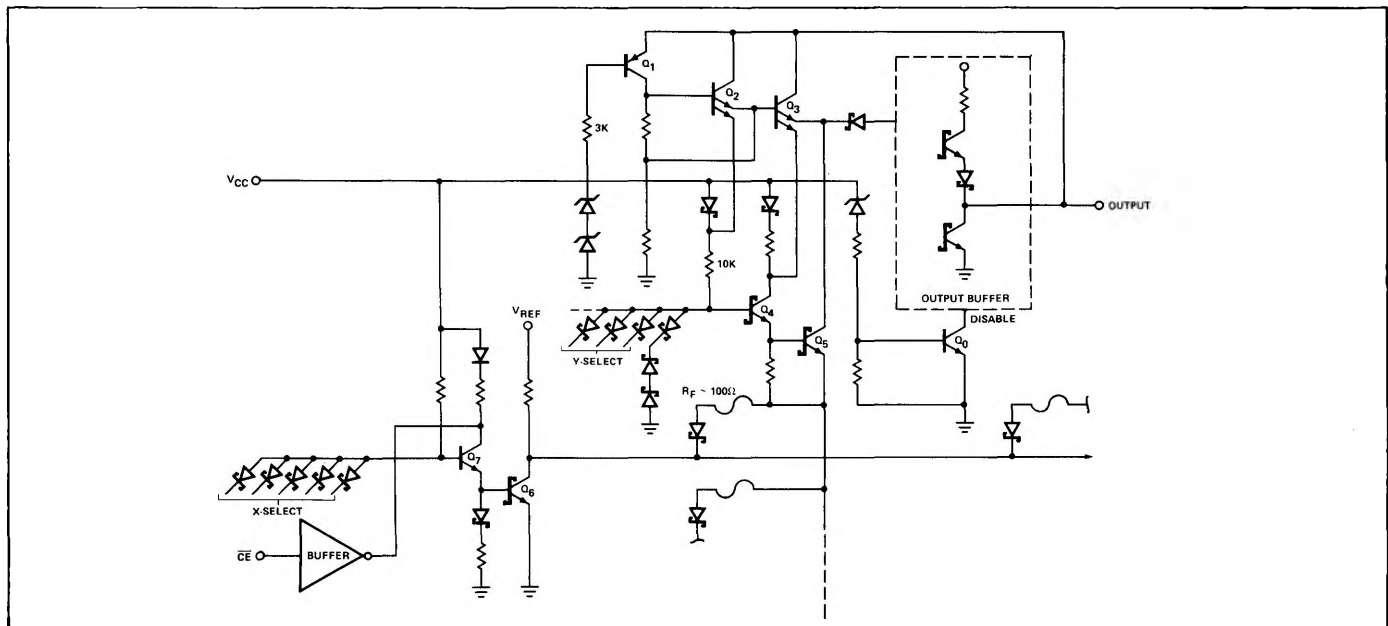 Q1
Q2
Q3
3K
VCC
OUTPUT
10K
OUTPUT BUFFER
DISABLE
VREF
Q4
Y-SELECT
Q5
Q0
RF ~ 100Ω
Q7
Q6
X-SELECT
CE
BUFFER